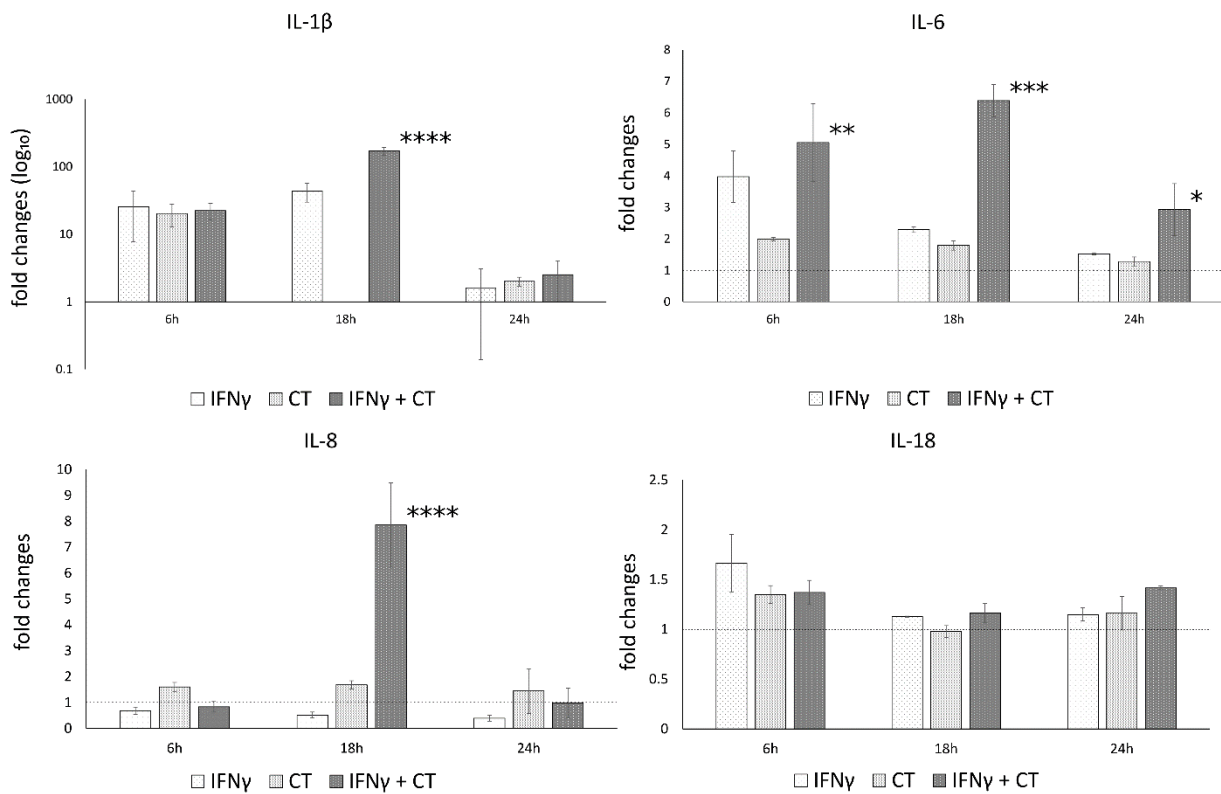 IL-1β
fold changes (log₁₀)
1000
100
10
1
0.1
6h 18h 24h
**** 
IFNγ CT IFNγ + CT
IL-6
fold changes
8
7
6
5
4
3
2
1
0
**
***
*
6h 18h 24h
IFNγ CT IFNγ + CT
IL-8
fold changes
10
9
8
7
6
5
4
3
2
1
0
****
6h 18h 24h
IFNγ CT IFNγ + CT
IL-18
fold changes
2.5
2
1.5
1
0.5
0
6h 18h 24h
IFNγ CT IFNγ + CT